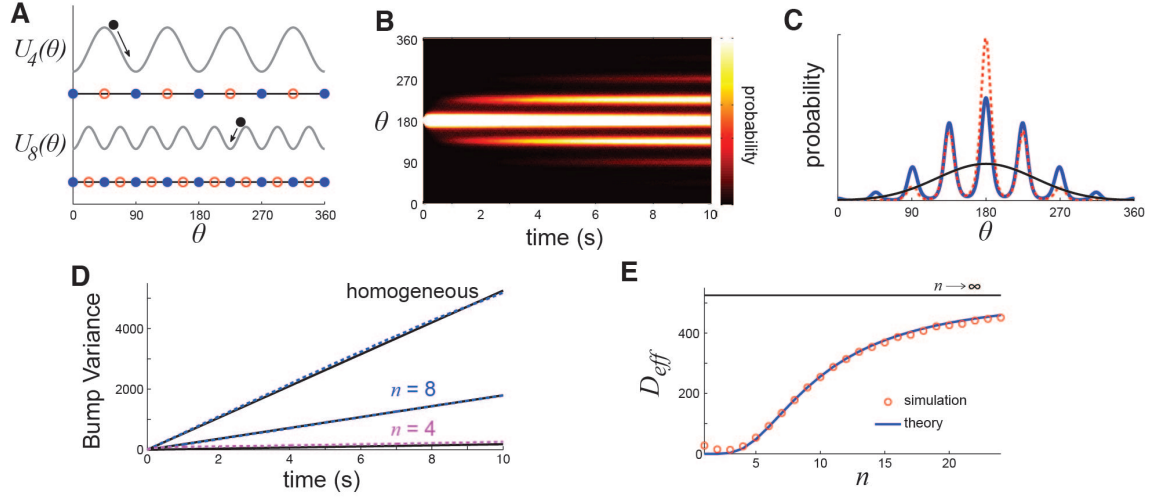 A
U4(θ)
U8(θ)
0 90 180 270 360
θ
B
360
270
θ 180
90
0
0 2 4 6 8 10
time (s)
probability
C
probability
0 90 180 270 360
θ
D
Bump Variance
4000
2000
0
homogeneous
n = 8
n = 4
0 2 4 6 8 10
time (s)
E
n → ∞
Deff
400
200
0
simulation
theory
5 10 15 20
n